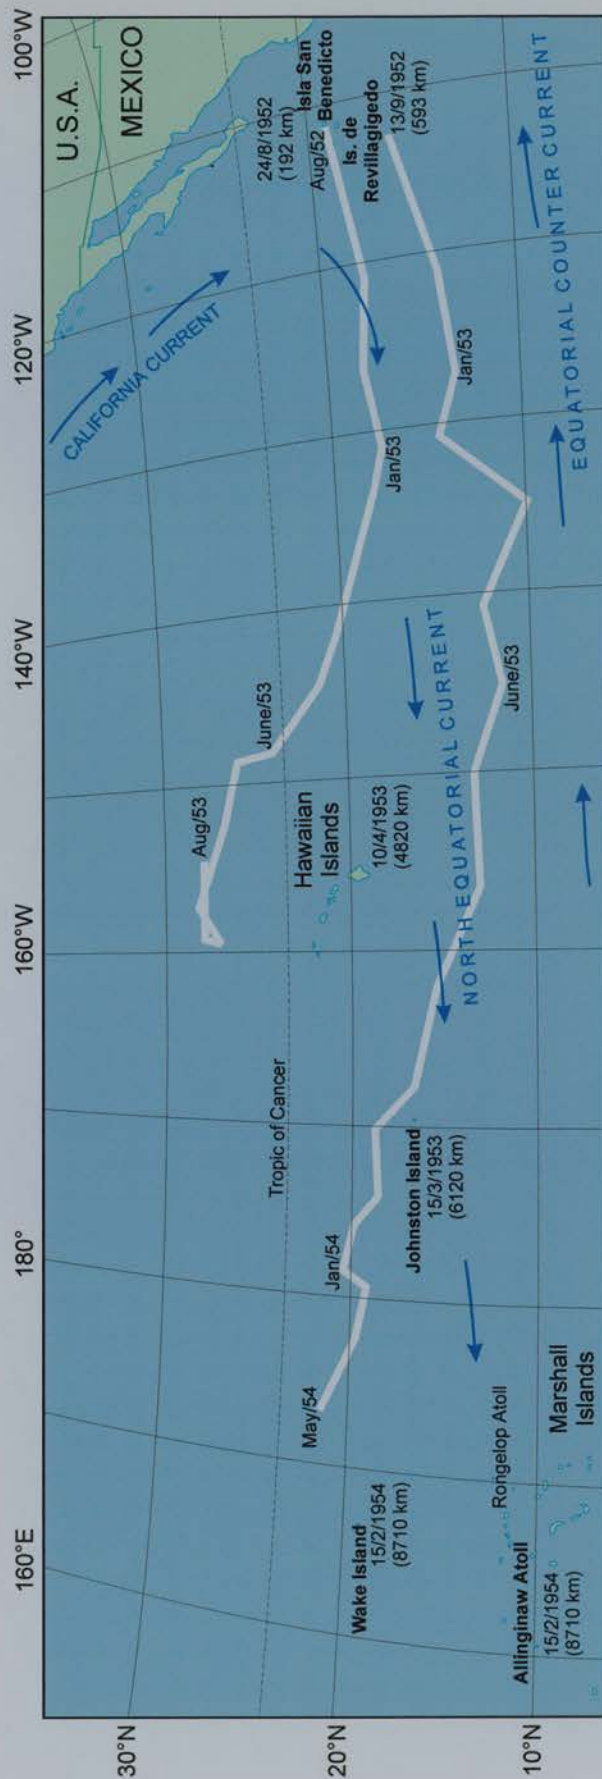 160°E
180°
160°W
140°W
120°W
100°W
30°N
20°N
10°N
U.S.A.
MEXICO
CALIFORNIA CURRENT
Aug/53
June/53
Tropic of Cancer
Hawaiian
Islands
10/4/1953
(4820 km)
24/8/1952
(192 km)
Isla San
Benedicto
Aug/52
Is. de
Revillagigedo
13/9/1952
(593 km)
Jan/53
Jan/53
May/54
Jan/54
Wake Island
15/2/1954
(8710 km)
Johnston Island
15/3/1953
(6120 km)
NORTH EQUATORIAL CURRENT
June/53
EQUATORIAL COUNTER CURRENT
Rongelop Atoll
Allinginaw Atoll
15/2/1954
(8710 km)
Marshall
Islands